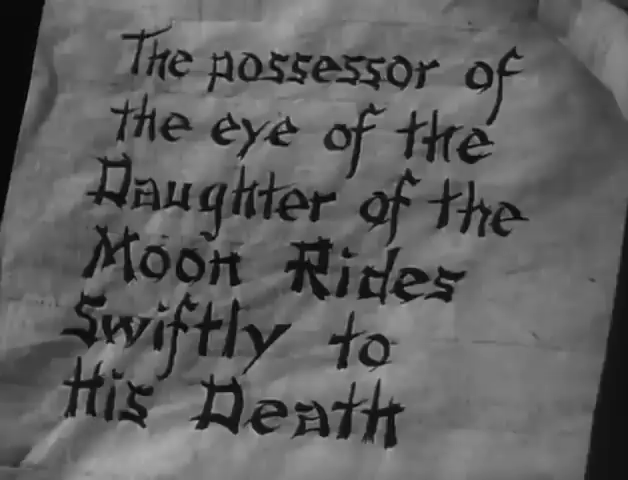 The possessor of
the eye of the
Daughter of the
Moon Rides
Swiftly to
His Death